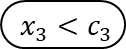 x₃ < c₃